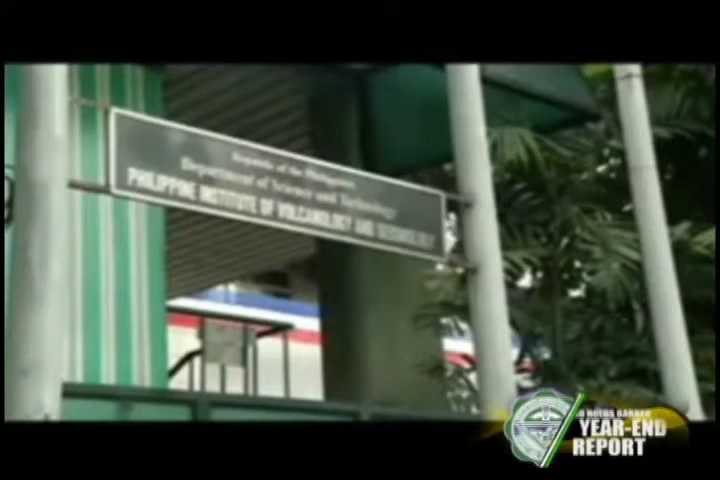 Republic of the Philippines
Department of Science and Technology
PHILIPPINE INSTITUTE OF VOLCANOLOGY AND SEISMOLOGY
YEAR-END
REPORT